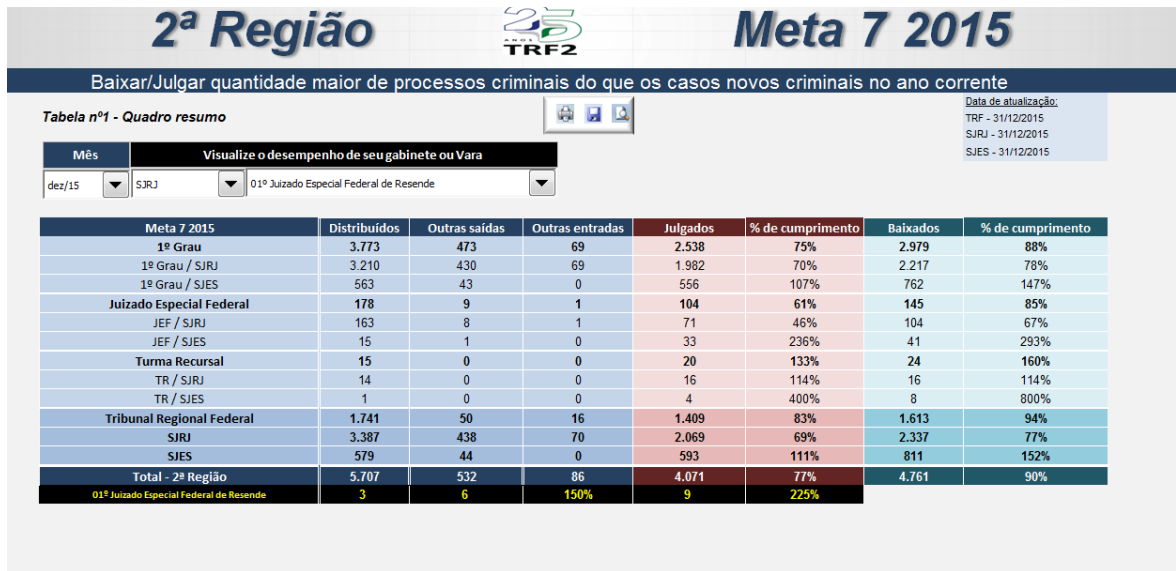 2ª Região
25
ANOS
TRF2
Meta 7 2015
Baixar/Julgar quantidade maior de processos criminais do que os casos novos criminais no ano corrente
Tabela nº1 - Quadro resumo
Data de atualização:
TRF - 31/12/2015
SJRJ - 31/12/2015
SJES - 31/12/2015
Mês Visualize o desempenho de seu gabinete ou Vara
dez/15 SJRJ 01º Juizado Especial Federal de Resende
Meta 7 2015 Distribuídos Outras saídas Outras entradas Julgados % de cumprimento Baixados % de cumprimento
1º Grau 3.773 473 69 2.538 75% 2.979 88%
1º Grau / SJRJ 3.210 430 69 1.982 70% 2.217 78%
1º Grau / SJES 563 43 0 556 107% 762 147%
Juizado Especial Federal 178 9 1 104 61% 145 85%
JEF / SJRJ 163 8 1 71 46% 104 67%
JEF / SJES 15 1 0 33 236% 41 293%
Turma Recursal 15 0 0 20 133% 24 160%
TR / SJRJ 14 0 0 16 114% 16 114%
TR / SJES 1 0 0 4 400% 8 800%
Tribunal Regional Federal 1.741 50 16 1.409 83% 1.613 94%
SJRJ 3.387 438 70 2.069 69% 2.337 77%
SJES 579 44 0 593 111% 811 152%
Total - 2ª Região 5.707 532 86 4.071 77% 4.761 90%
01º Juizado Especial Federal de Resende 3 6 150% 9 225%